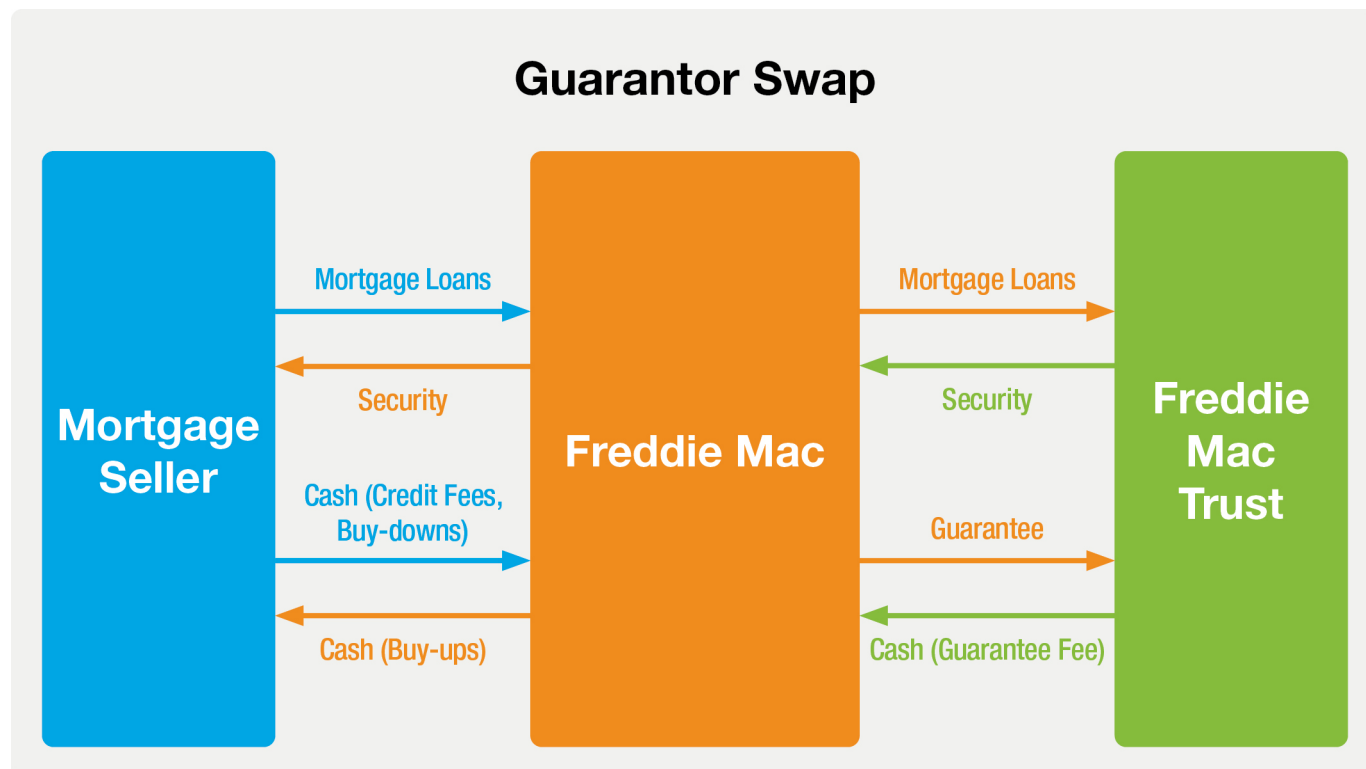 Guarantor Swap
Mortgage
Seller
Mortgage Loans
Security
Cash (Credit Fees,
Buy-downs)
Cash (Buy-ups)
Freddie Mac
Mortgage Loans
Security
Guarantee
Cash (Guarantee Fee)
Freddie
Mac
Trust